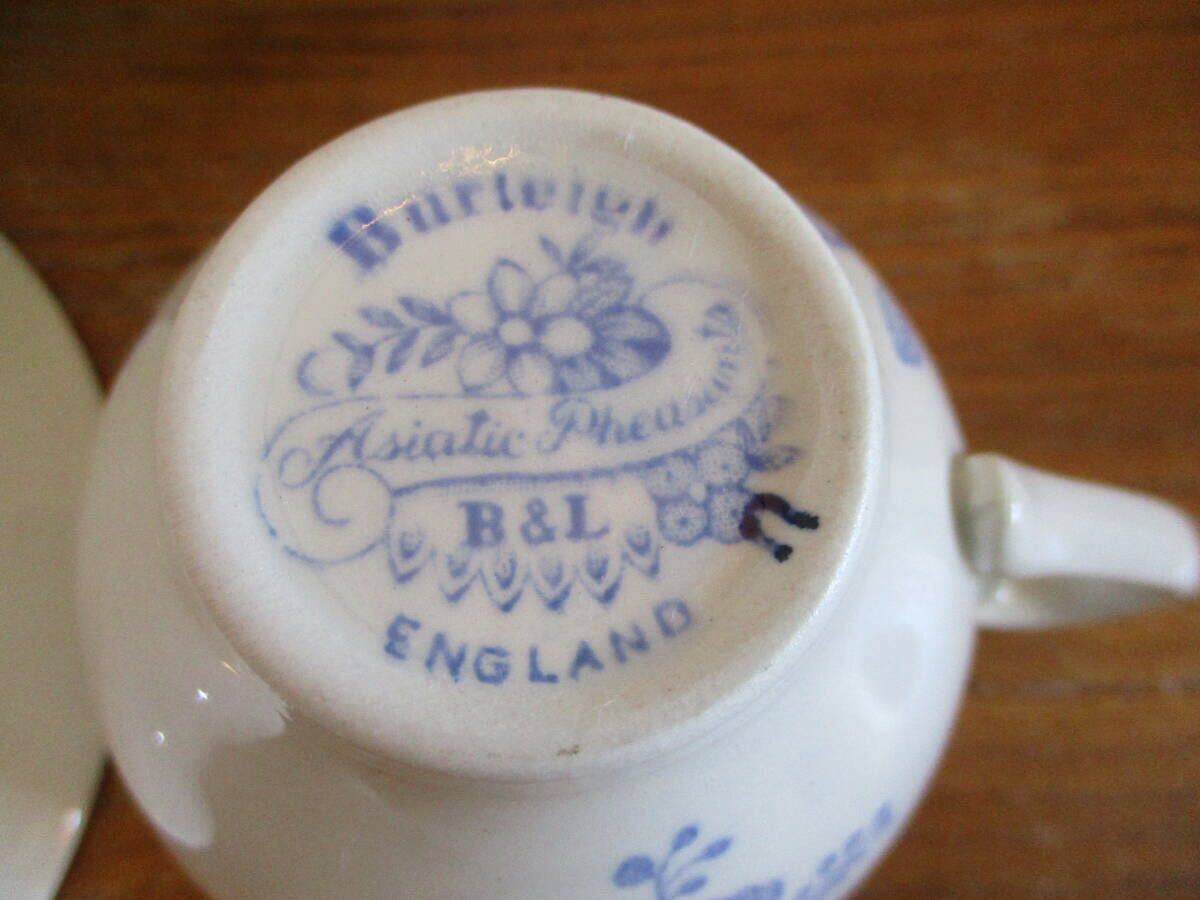 Burleigh
Asiatic Pheasants
B&L
ENGLAND